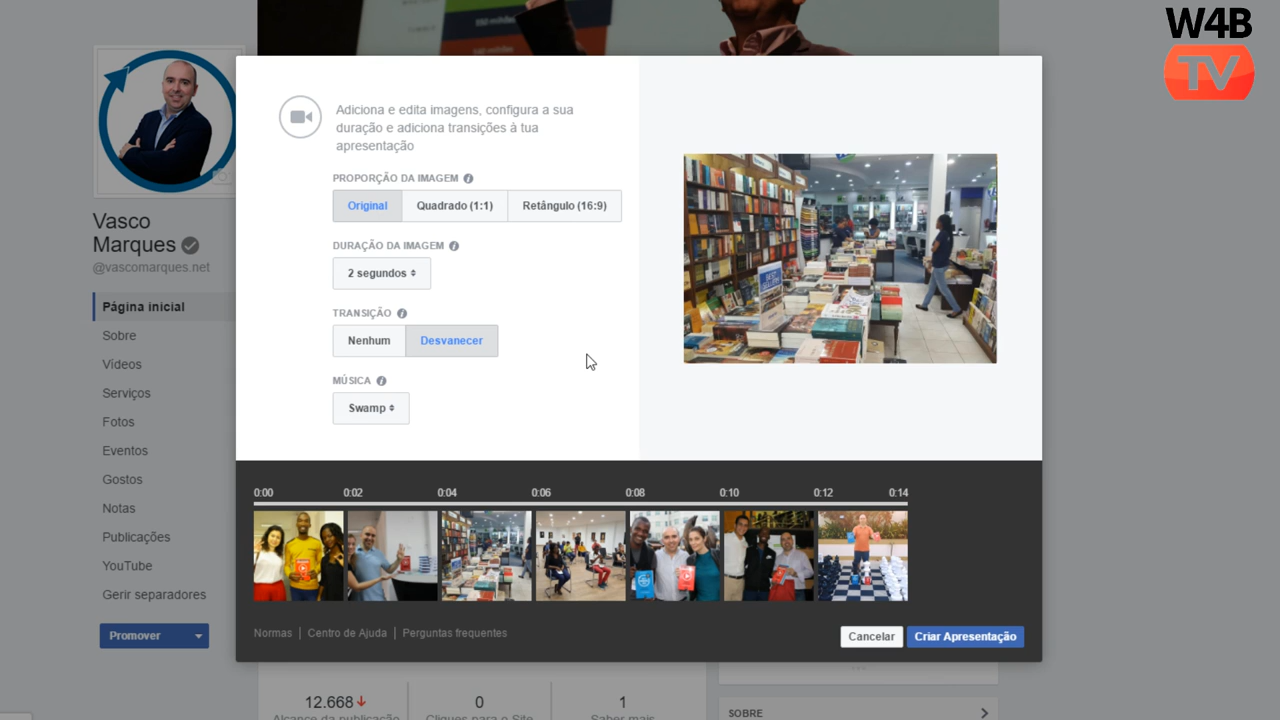 W4B
TV
Adiciona e edita imagens, configura a sua
duração e adiciona transições à tua
apresentação
PROPORÇÃO DA IMAGEM
Original
Quadrado (1:1)
Retângulo (16:9)
DURAÇÃO DA IMAGEM
2 segundos
TRANSIÇÃO
Nenhum
Desvanecer
MÚSICA
Swamp
Vasco
Marques
@vascomarques.net
Página inicial
Sobre
Vídeos
Serviços
Fotos
Eventos
Gostos
Notas
Publicações
YouTube
Gerir separadores
Promover
0:00
0:02
0:04
0:06
0:08
0:10
0:12
0:14
Normas
Centro de Ajuda
Perguntas frequentes
Cancelar
Criar Apresentação
12.668
0
1
Alcance da publicação
Cliques para o Site
Saber mais
SOBRE